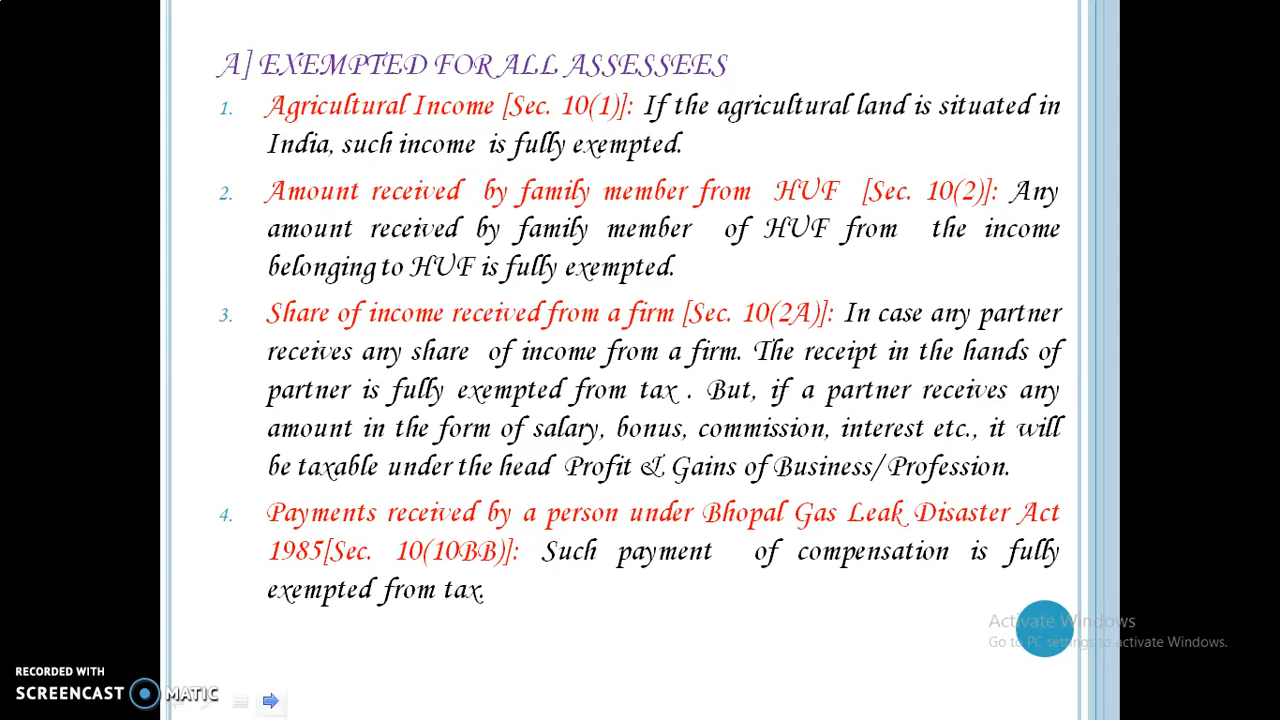 A] EXEMPTED FOR ALL ASSESSEES
1. Agricultural Income [Sec. 10(1)]: If the agricultural land is situated in
India, such income is fully exempted.
2. Amount received by family member from HUF [Sec. 10(2)]: Any
amount received by family member of HUF from the income
belonging to HUF is fully exempted.
3. Share of income received from a firm [Sec. 10(2A)]: In case any partner
receives any share of income from a firm. The receipt in the hands of
partner is fully exempted from tax . But, if a partner receives any
amount in the form of salary, bonus, commission, interest etc., it will
be taxable under the head Profit & Gains of Business/Profession.
4. Payments received by a person under Bhopal Gas Leak Disaster Act
1985[Sec. 10(10BB)]: Such payment of compensation is fully
exempted from tax.
Activate Windows
Go to PC settings to activate Windows.
RECORDED WITH
SCREENCAST MATIC